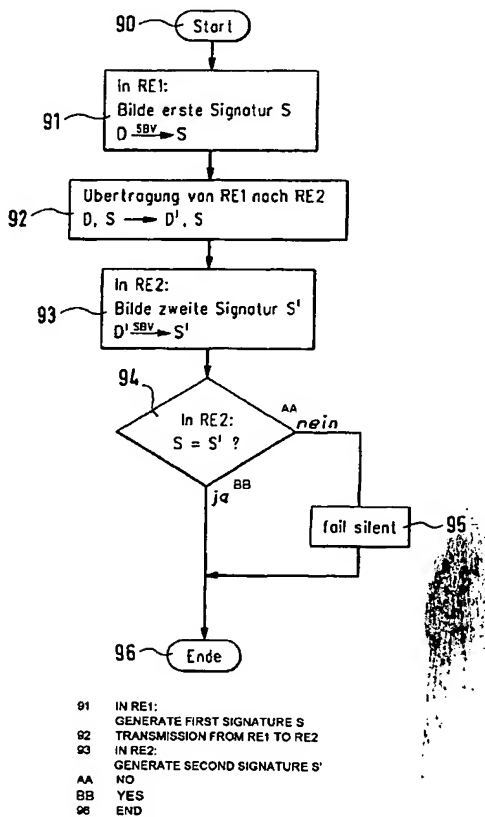 90 Start
In RE1:
Bilde erste Signatur S
91
D SBV→ S
Übertragung von RE1 nach RE2
92 D, S → D', S
In RE2:
93 Bilde zweite Signatur S'
D' SBV→ S'
94
In RE2:
S = S' ?
AA
nein
BB
ja
fail silent 95
96 Ende
91 IN RE1:
GENERATE FIRST SIGNATURE S
92 TRANSMISSION FROM RE1 TO RE2
93 IN RE2:
GENERATE SECOND SIGNATURE S'
AA NO
BB YES
96 END